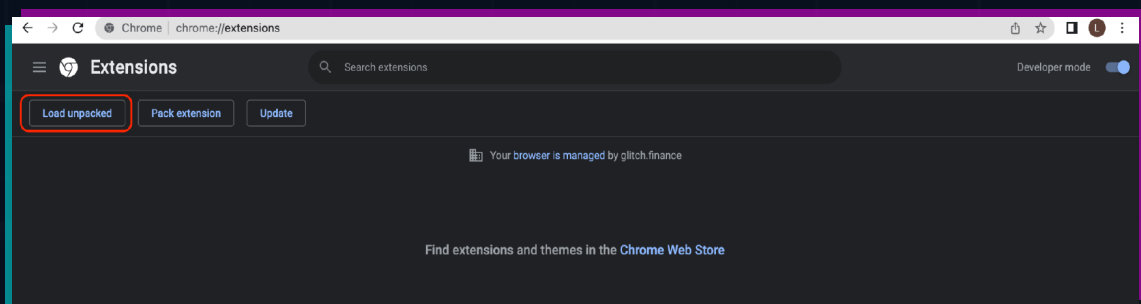 Chrome | chrome://extensions
L
Extensions
Search extensions
Developer mode
Load unpacked
Pack extension
Update
Your browser is managed by glitch.finance
Find extensions and themes in the Chrome Web Store